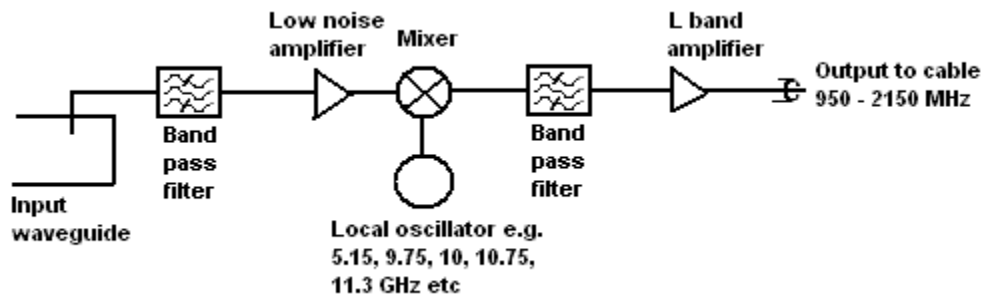 Low noise
amplifier
Mixer
L band
amplifier
Output to cable
950 - 2150 MHz
Band
pass
filter
Band
pass
filter
Input
waveguide
Local oscillator e.g.
5.15, 9.75, 10, 10.75,
11.3 GHz etc